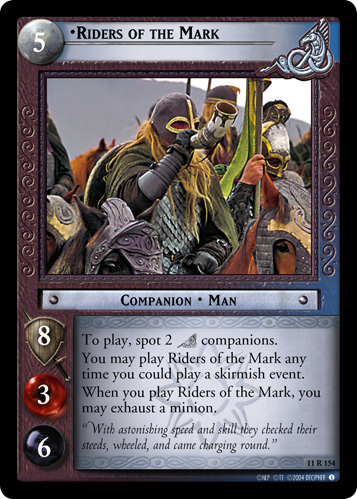 5
•Riders of the Mark
Companion • Man
8
3
6
To play, spot 2 companions.
You may play Riders of the Mark any
time you could play a skirmish event.
When you play Riders of the Mark, you
may exhaust a minion.
“With astonishing speed and skill they checked their
steeds, wheeled, and came charging round.”
11 R 154
©NLP ©TE ©2004 DECIPHER